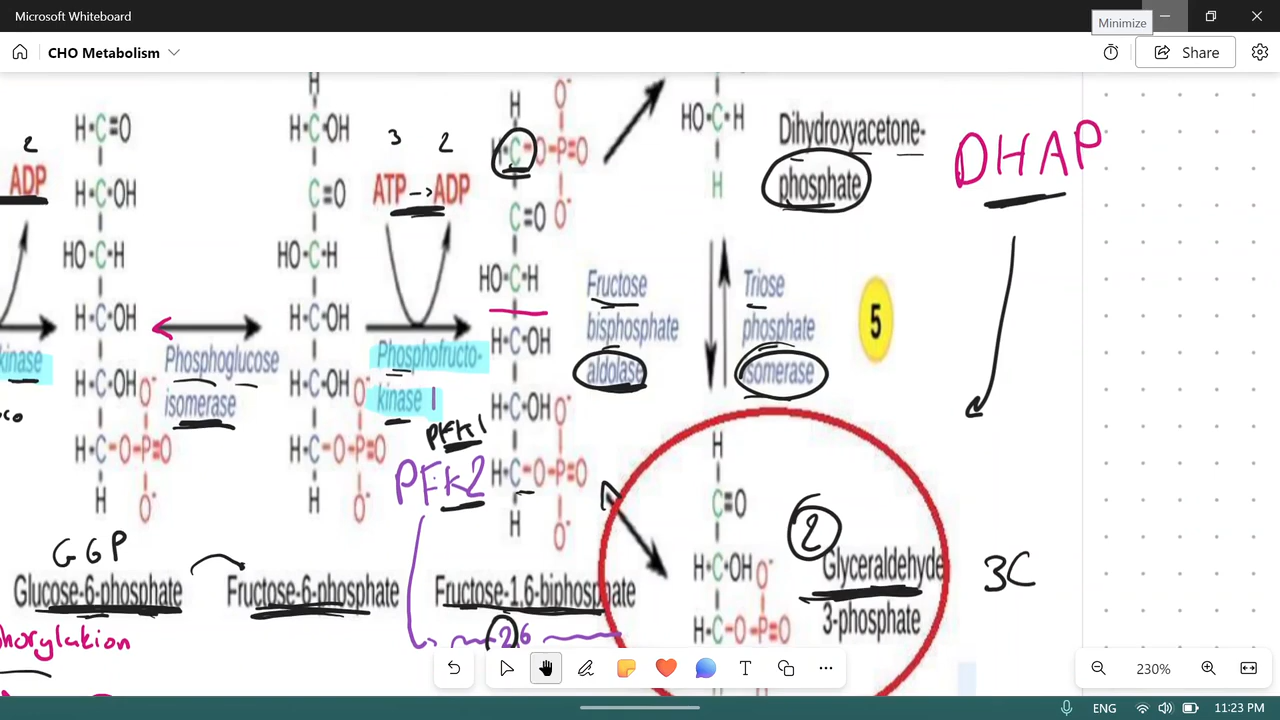 Microsoft Whiteboard
Minimize
CHO Metabolism
Share
2
ADP
H·C=O
H·C·OH
HO·C·H
H·C·OH
H·C·OH
O⁻
H·C-O-P=O
H
O⁻
kinase
Phosphoglucose
isomerase
G6P
Glucose-6-phosphate
phorylation
H
H·C·OH
C=O
HO·C·H
H·C·OH
H·C·OH
O⁻
H·C-O-P=O
H
O⁻
Fructose-6-phosphate
3 2
ATP → ADP
Phosphofructo-
kinase 1
PFK1
PFK2
H
O⁻
H·C-O-P=O
C=O
O⁻
HO·C·H
H·C·OH
H·C·OH
O⁻
H·C-O-P=O
H
O⁻
Fructose-1,6-biphosphate
26
Fructose
bisphosphate
aldolase
HO·C·H
H
Dihydroxyacetone-
phosphate
DHAP
Triose
phosphate
isomerase
5
H
C=O
H·C·OH
O⁻
H·C-O-P=O
2
Glyceraldehyde
3-phosphate
3C
T
230%
ENG
11:23 PM